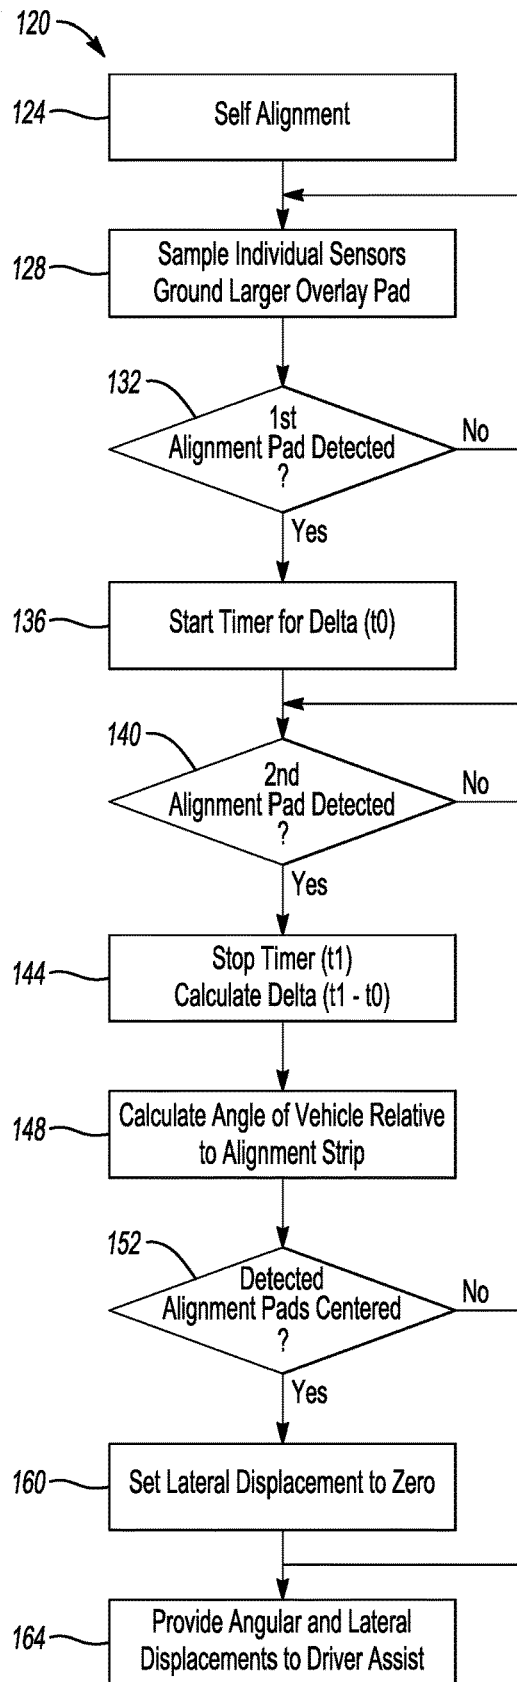 120
124
Self Alignment
128
Sample Individual Sensors
Ground Larger Overlay Pad
132
1st
Alignment Pad Detected
?
No
Yes
136
Start Timer for Delta (t0)
140
2nd
Alignment Pad Detected
?
No
Yes
144
Stop Timer (t1)
Calculate Delta (t1 - t0)
148
Calculate Angle of Vehicle Relative
to Alignment Strip
152
Detected
Alignment Pads Centered
?
No
Yes
160
Set Lateral Displacement to Zero
164
Provide Angular and Lateral
Displacements to Driver Assist